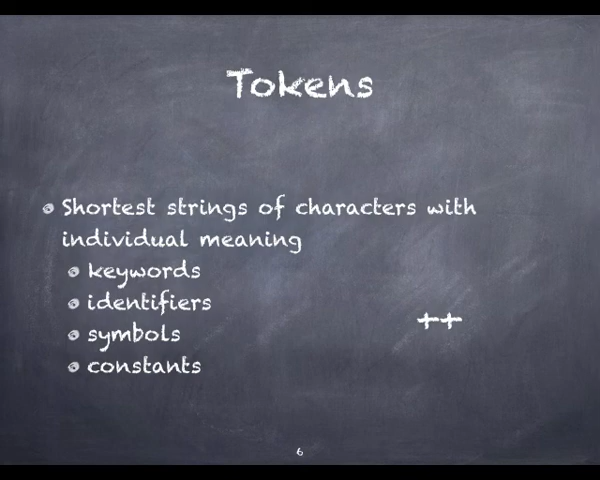 Tokens
Shortest strings of characters with
individual meaning
keywords
identifiers
symbols
constants
++
6